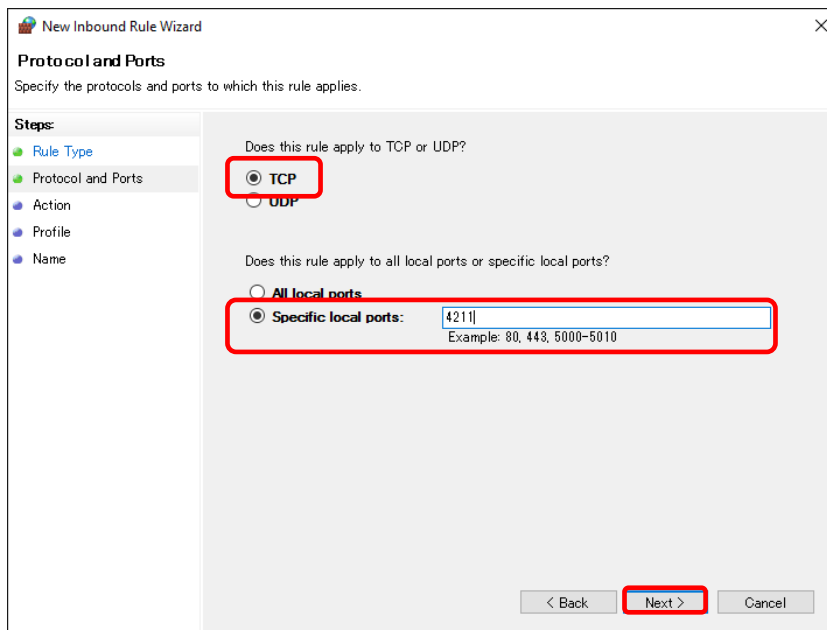 New Inbound Rule Wizard
Protocol and Ports
Specify the protocols and ports to which this rule applies.
Steps:
Rule Type
Protocol and Ports
Action
Profile
Name
Does this rule apply to TCP or UDP?
TCP
UDP
Does this rule apply to all local ports or specific local ports?
All local ports
Specific local ports:
4211
Example: 80, 443, 5000-5010
< Back
Next >
Cancel